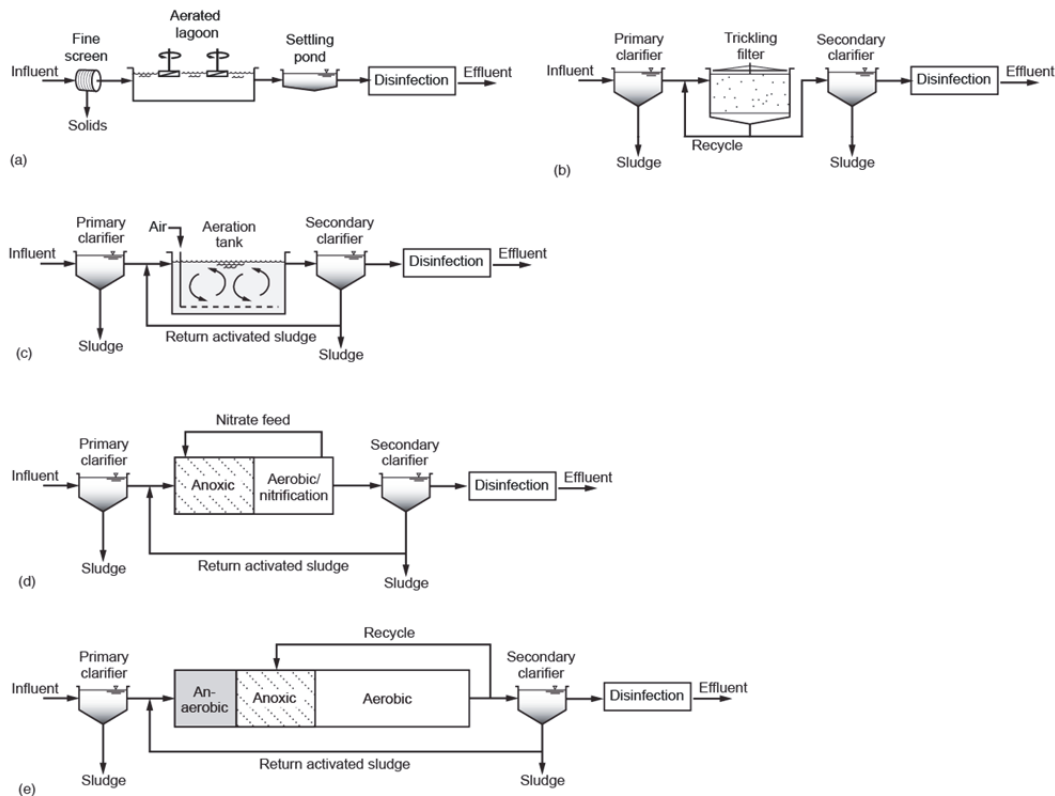 Aerated
lagoon
Fine
screen
Settling
pond
Influent
Disinfection
Effluent
Solids
(a)
Primary
clarifier
Trickling
filter
Secondary
clarifier
Influent
Disinfection
Effluent
Recycle
Sludge
Sludge
(b)
Primary
clarifier
Air
Aeration
tank
Secondary
clarifier
Influent
Disinfection
Effluent
Return activated sludge
Sludge
Sludge
(c)
Nitrate feed
Primary
clarifier
Secondary
clarifier
Influent
Anoxic
Aerobic/
nitrification
Disinfection
Effluent
Return activated sludge
Sludge
Sludge
(d)
Recycle
Primary
clarifier
Secondary
clarifier
Influent
An-
aerobic
Anoxic
Aerobic
Disinfection
Effluent
Return activated sludge
Sludge
Sludge
(e)